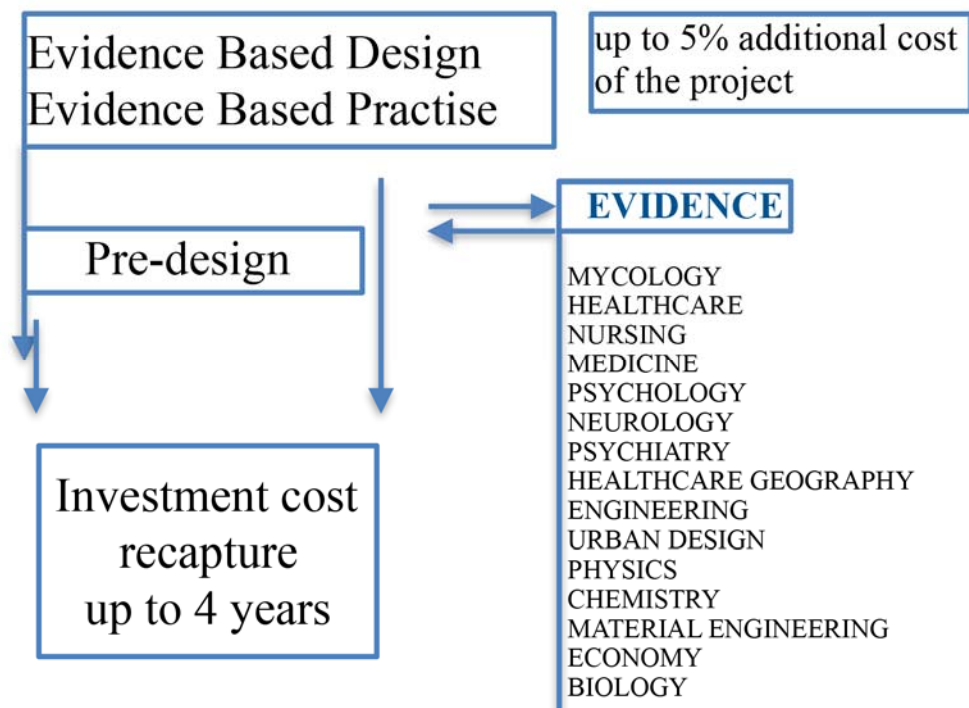 Evidence Based Design
Evidence Based Practise
up to 5% additional cost
of the project
EVIDENCE
Pre-design
MYCOLOGY
HEALTHCARE
NURSING
MEDICINE
PSYCHOLOGY
NEUROLOGY
PSYCHIATRY
HEALTHCARE GEOGRAPHY
ENGINEERING
URBAN DESIGN
PHYSICS
CHEMISTRY
MATERIAL ENGINEERING
ECONOMY
BIOLOGY
Investment cost
recapture
up to 4 years